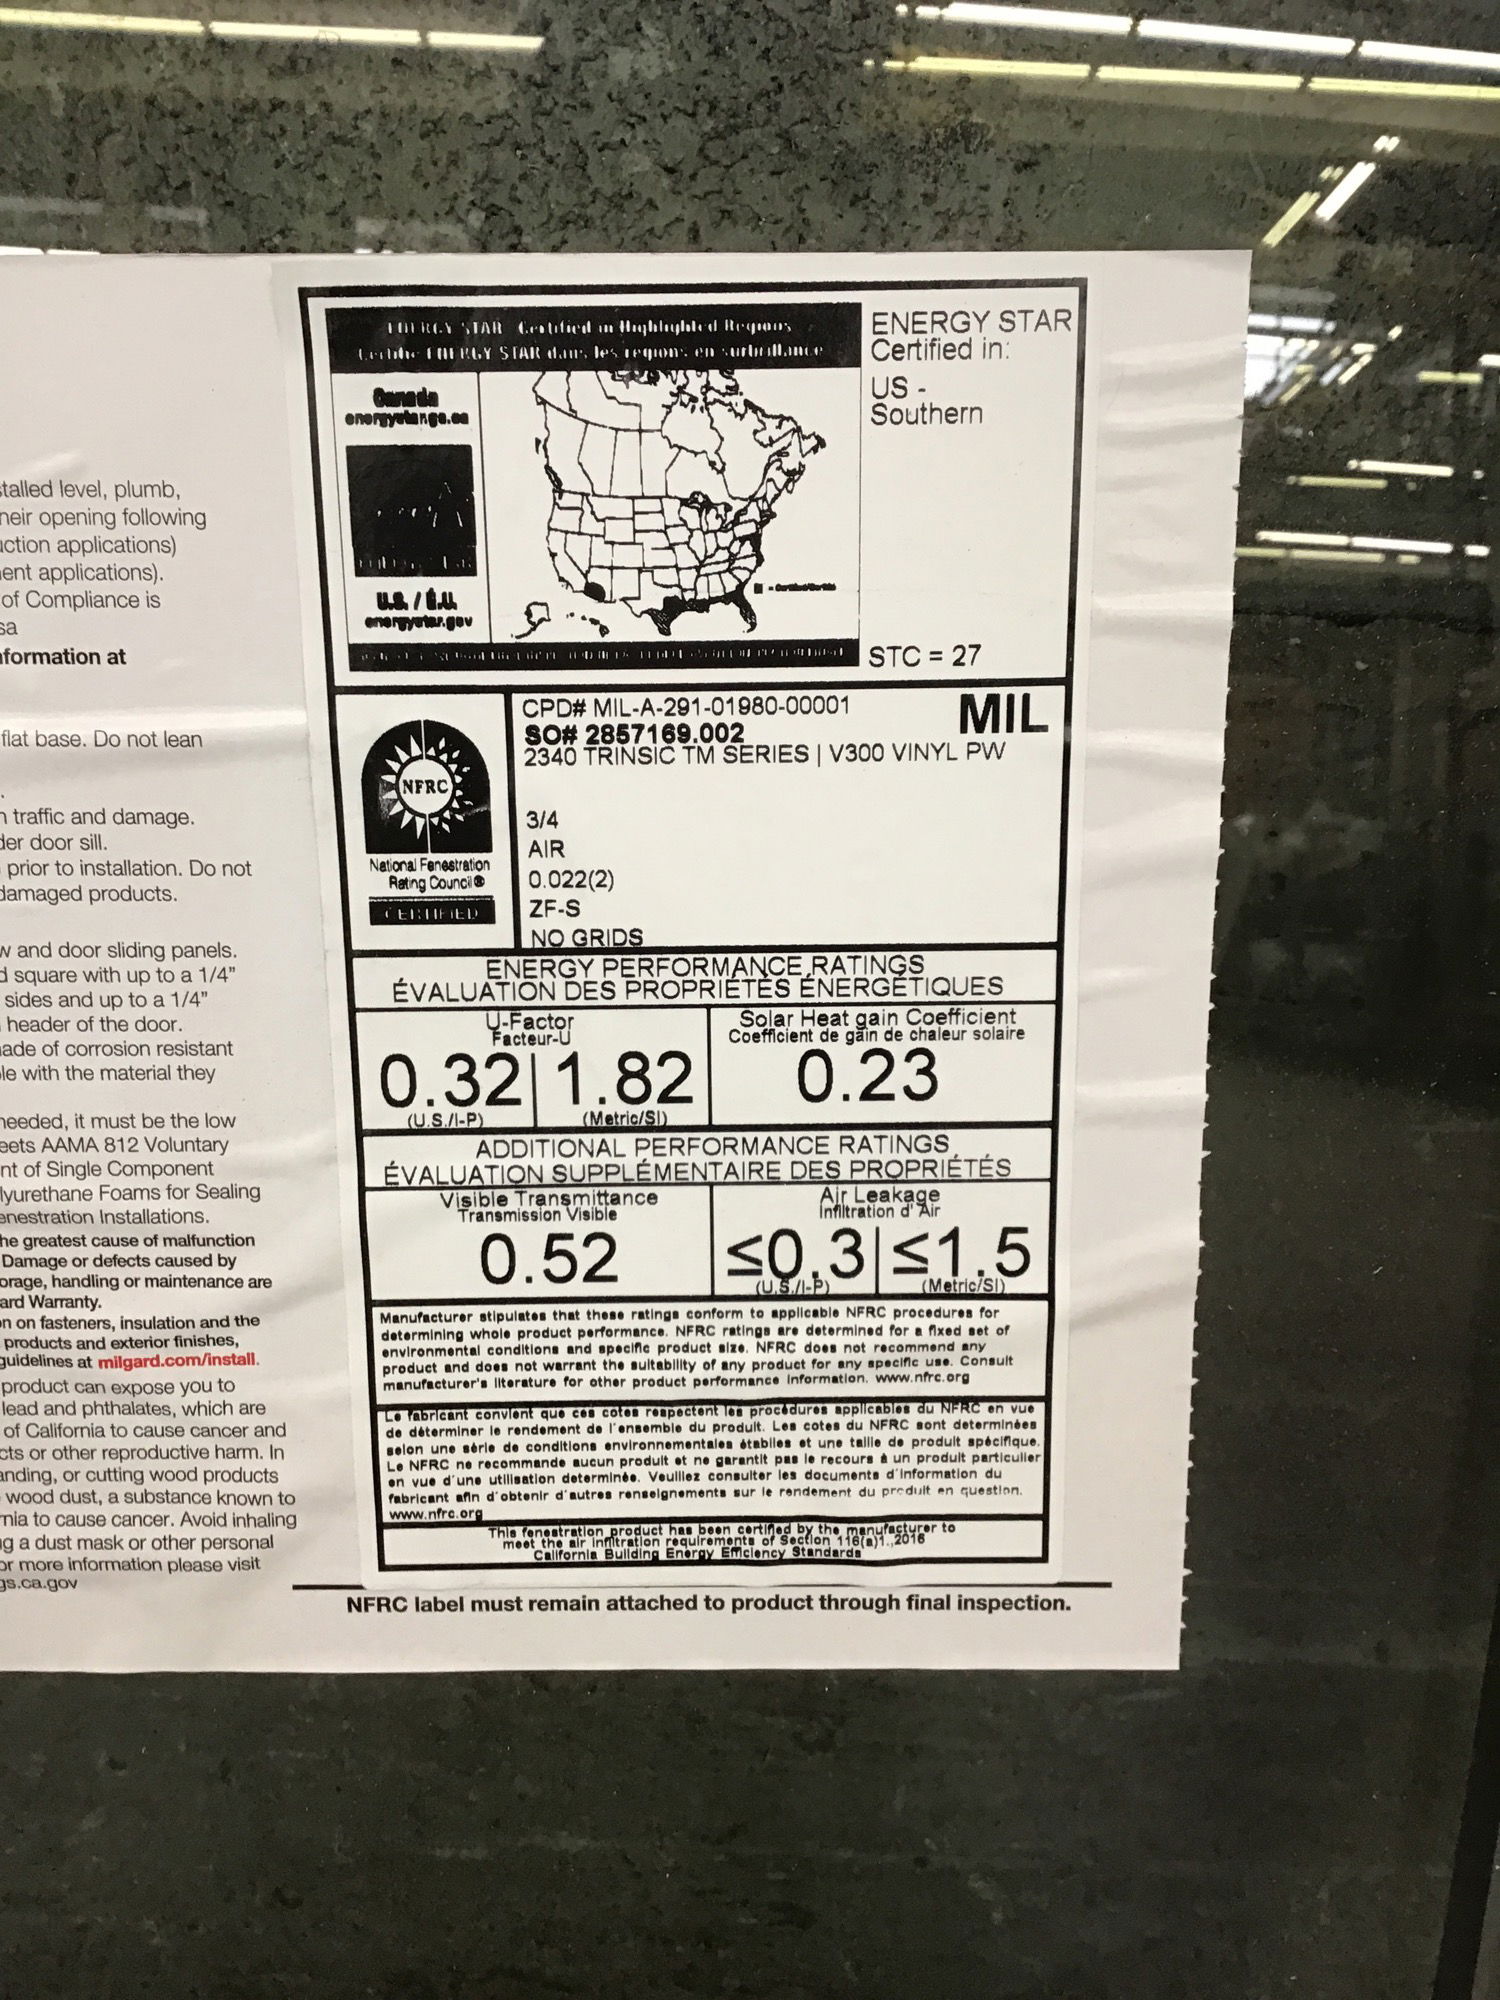 talled level, plumb,
neir opening following
uction applications)
ent applications).
of Compliance is
sa
nformation at
flat base. Do not lean
n traffic and damage.
der door sill.
prior to installation. Do not
damaged products.
w and door sliding panels.
d square with up to a 1/4"
sides and up to a 1/4"
header of the door.
ade of corrosion resistant
le with the material they
needed, it must be the low
eets AAMA 812 Voluntary
nt of Single Component
lyurethane Foams for Sealing
enestration Installations.
he greatest cause of malfunction
Damage or defects caused by
orage, handling or maintenance are
ard Warranty.
n on fasteners, insulation and the
products and exterior finishes,
guidelines at milgard.com/install.
product can expose you to
lead and phthalates, which are
of California to cause cancer and
cts or other reproductive harm. In
anding, or cutting wood products
wood dust, a substance known to
rnia to cause cancer. Avoid inhaling
g a dust mask or other personal
or more information please visit
gs.ca.gov
ENERGY STAR Certified in Highlighted Regions
Certifié ENERGY STAR dans les régions en surbrillance
Canada
energystar.gc.ca
U.S. / É.U.
energystar.gov
ENERGY STAR
Certified in:
US -
Southern
STC = 27
NFRC
National Fenestration
Rating Council®
CERTIFIED
CPD# MIL-A-291-01980-00001
MIL
SO# 2857169.002
2340 TRINSIC TM SERIES | V300 VINYL PW
3/4
AIR
0.022(2)
ZF-S
NO GRIDS
ENERGY PERFORMANCE RATINGS
ÉVALUATION DES PROPRIÉTÉS ÉNERGÉTIQUES
U-Factor
Facteur-U
0.32 | 1.82
(U.S./I-P) (Metric/SI)
Solar Heat gain Coefficient
Coefficient de gain de chaleur solaire
0.23
ADDITIONAL PERFORMANCE RATINGS
ÉVALUATION SUPPLÉMENTAIRE DES PROPRIÉTÉS
Visible Transmittance
Transmission Visible
0.52
Air Leakage
Infiltration d' Air
≤0.3 | ≤1.5
(U.S./I-P) (Metric/SI)
Manufacturer stipulates that these ratings conform to applicable NFRC procedures for
determining whole product performance. NFRC ratings are determined for a fixed set of
environmental conditions and specific product size. NFRC does not recommend any
product and does not warrant the suitability of any product for any specific use. Consult
manufacturer's literature for other product performance information. www.nfrc.org
Le fabricant convient que ces cotes respectent les procédures applicables du NFRC en vue
de déterminer le rendement de l'ensemble du produit. Les cotes du NFRC sont determinées
selon une série de conditions environnementales établies et une taille de produit spécifique.
Le NFRC ne recommande aucun produit et ne garantit pas le recours à un produit particulier
en vue d'une utilisation determinée. Veuillez consulter les documents d'information du
fabricant afin d'obtenir d'autres renseignements sur le rendement du produit en question.
www.nfrc.org
This fenestration product has been certified by the manufacturer to
meet the air infiltration requirements of Section 116(a)1.,2016
California Building Energy Efficiency Standards
NFRC label must remain attached to product through final inspection.